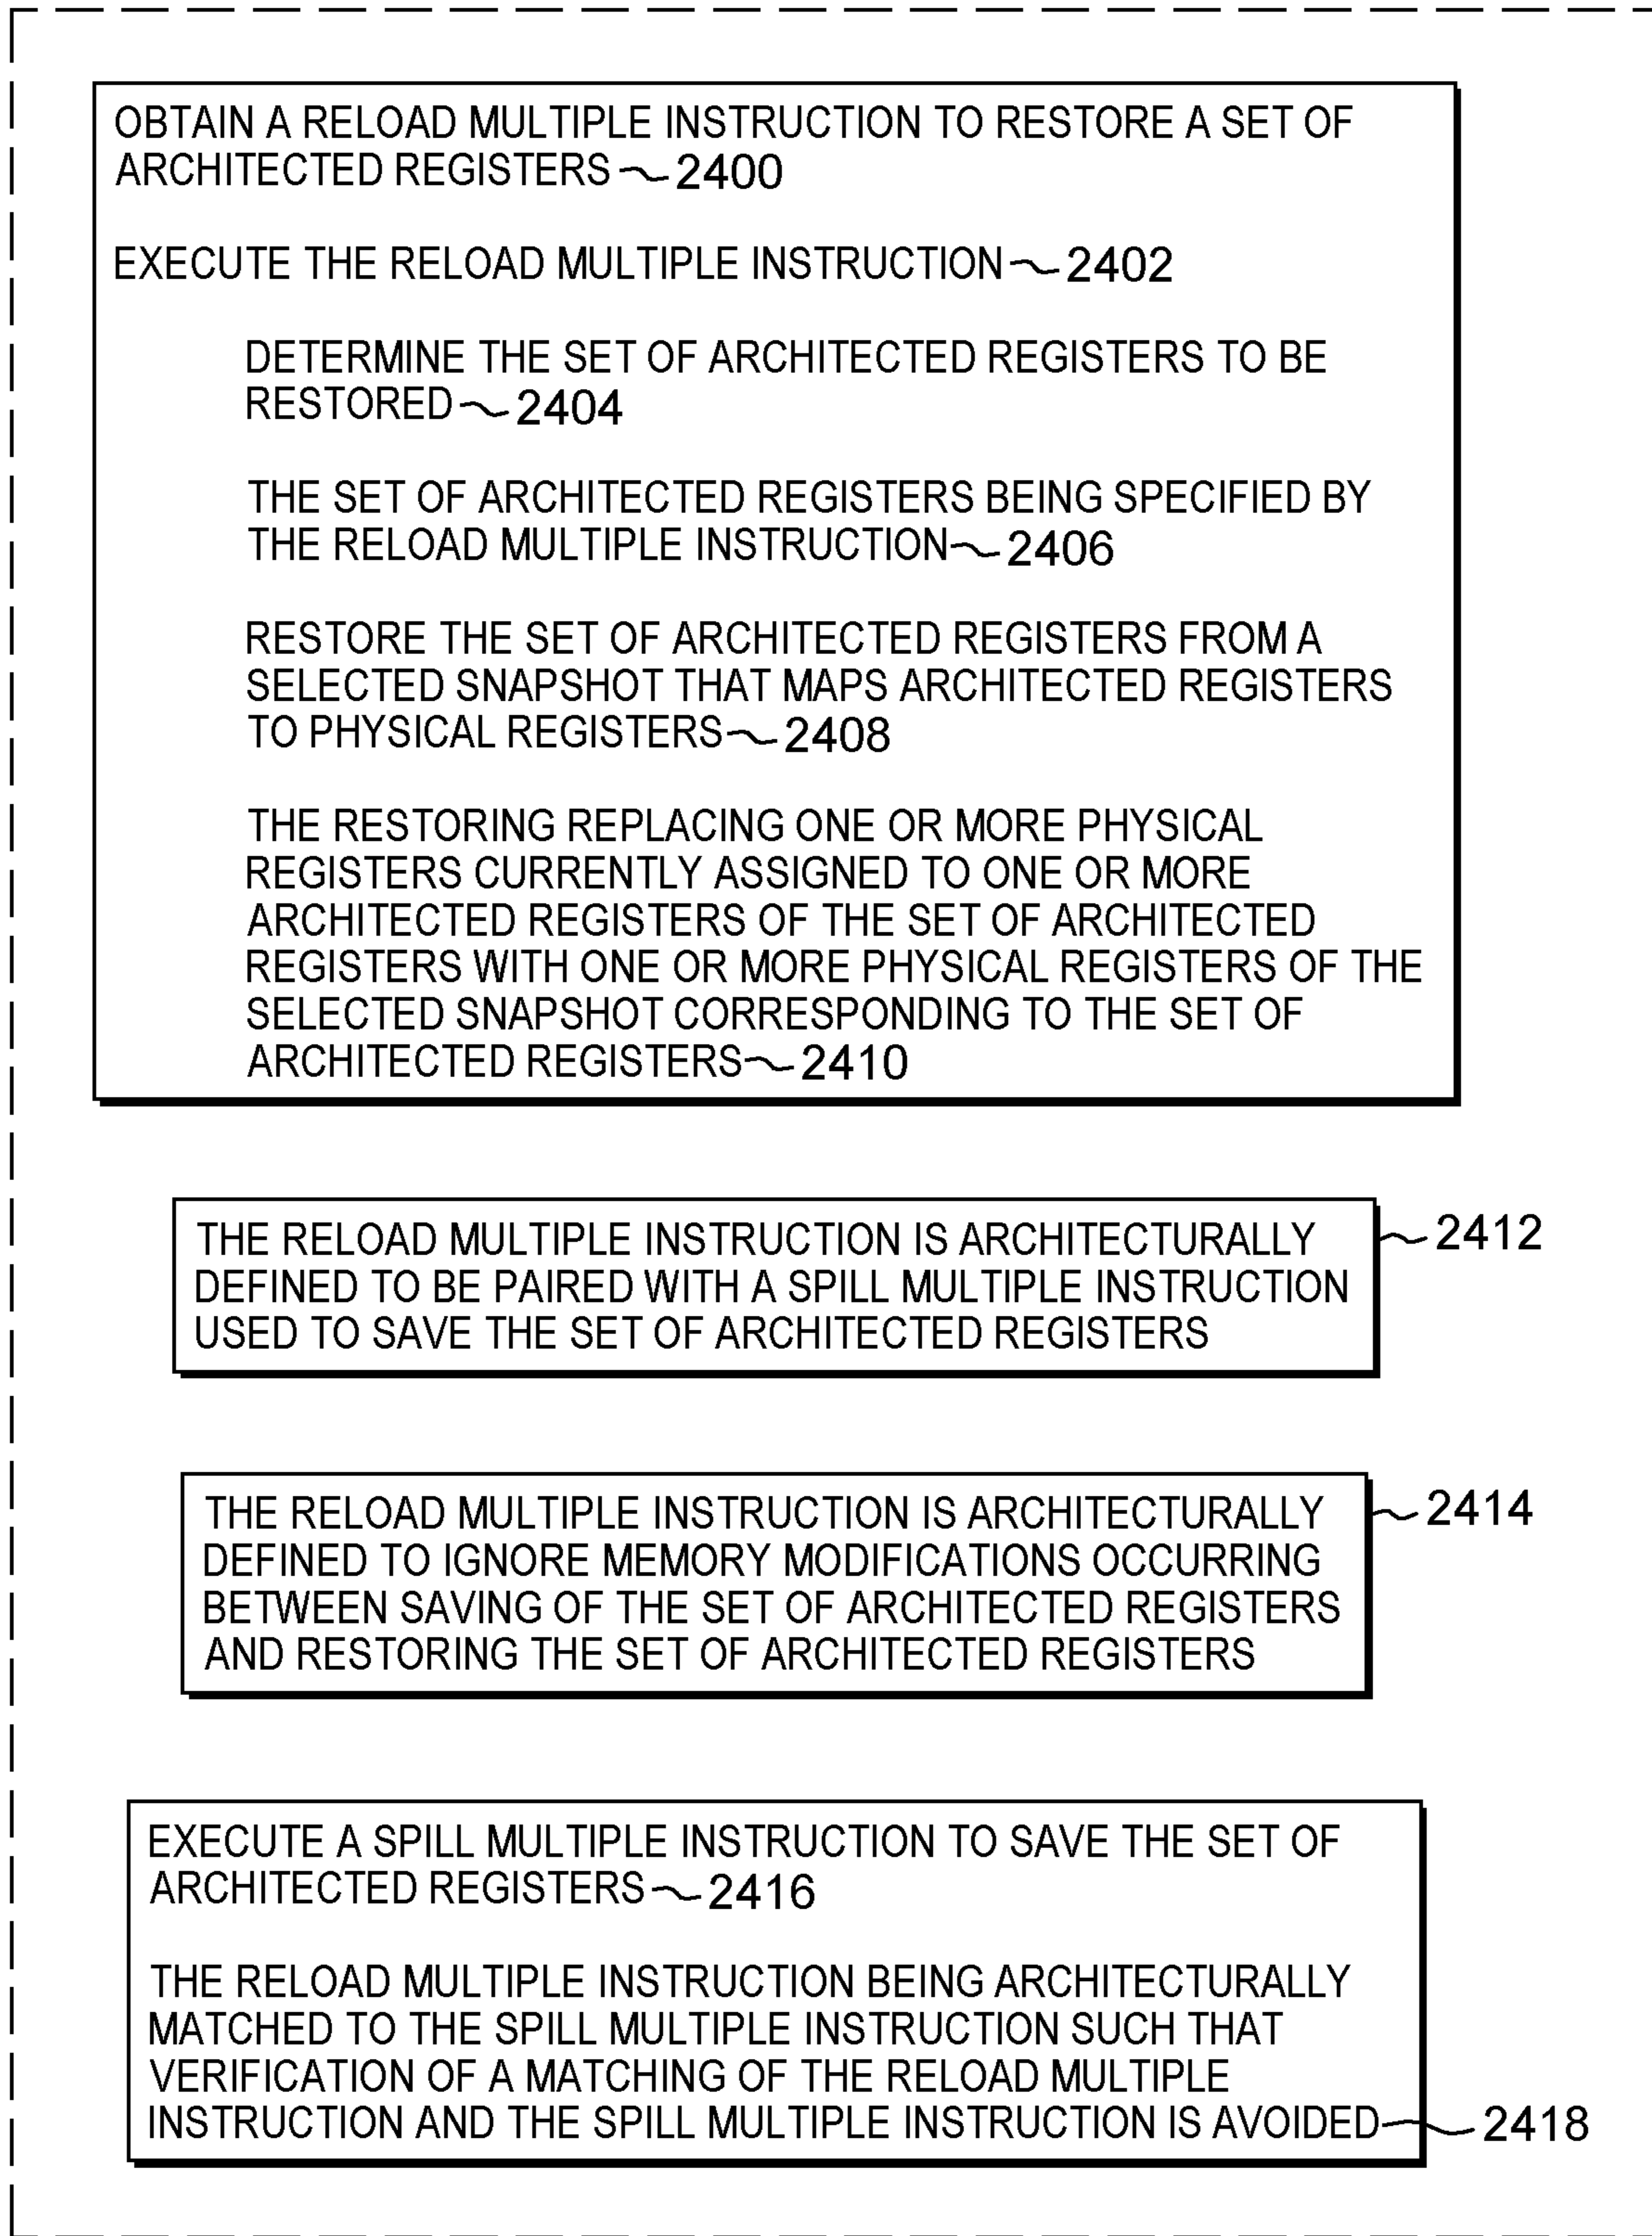 OBTAIN A RELOAD MULTIPLE INSTRUCTION TO RESTORE A SET OF
ARCHITECTED REGISTERS 2400
EXECUTE THE RELOAD MULTIPLE INSTRUCTION 2402
DETERMINE THE SET OF ARCHITECTED REGISTERS TO BE
RESTORED 2404
THE SET OF ARCHITECTED REGISTERS BEING SPECIFIED BY
THE RELOAD MULTIPLE INSTRUCTION 2406
RESTORE THE SET OF ARCHITECTED REGISTERS FROM A
SELECTED SNAPSHOT THAT MAPS ARCHITECTED REGISTERS
TO PHYSICAL REGISTERS 2408
THE RESTORING REPLACING ONE OR MORE PHYSICAL
REGISTERS CURRENTLY ASSIGNED TO ONE OR MORE
ARCHITECTED REGISTERS OF THE SET OF ARCHITECTED
REGISTERS WITH ONE OR MORE PHYSICAL REGISTERS OF THE
SELECTED SNAPSHOT CORRESPONDING TO THE SET OF
ARCHITECTED REGISTERS 2410
THE RELOAD MULTIPLE INSTRUCTION IS ARCHITECTURALLY 2412
DEFINED TO BE PAIRED WITH A SPILL MULTIPLE INSTRUCTION
USED TO SAVE THE SET OF ARCHITECTED REGISTERS
THE RELOAD MULTIPLE INSTRUCTION IS ARCHITECTURALLY 2414
DEFINED TO IGNORE MEMORY MODIFICATIONS OCCURRING
BETWEEN SAVING OF THE SET OF ARCHITECTED REGISTERS
AND RESTORING THE SET OF ARCHITECTED REGISTERS
EXECUTE A SPILL MULTIPLE INSTRUCTION TO SAVE THE SET OF
ARCHITECTED REGISTERS 2416
THE RELOAD MULTIPLE INSTRUCTION BEING ARCHITECTURALLY
MATCHED TO THE SPILL MULTIPLE INSTRUCTION SUCH THAT
VERIFICATION OF A MATCHING OF THE RELOAD MULTIPLE
INSTRUCTION AND THE SPILL MULTIPLE INSTRUCTION IS AVOIDED 2418